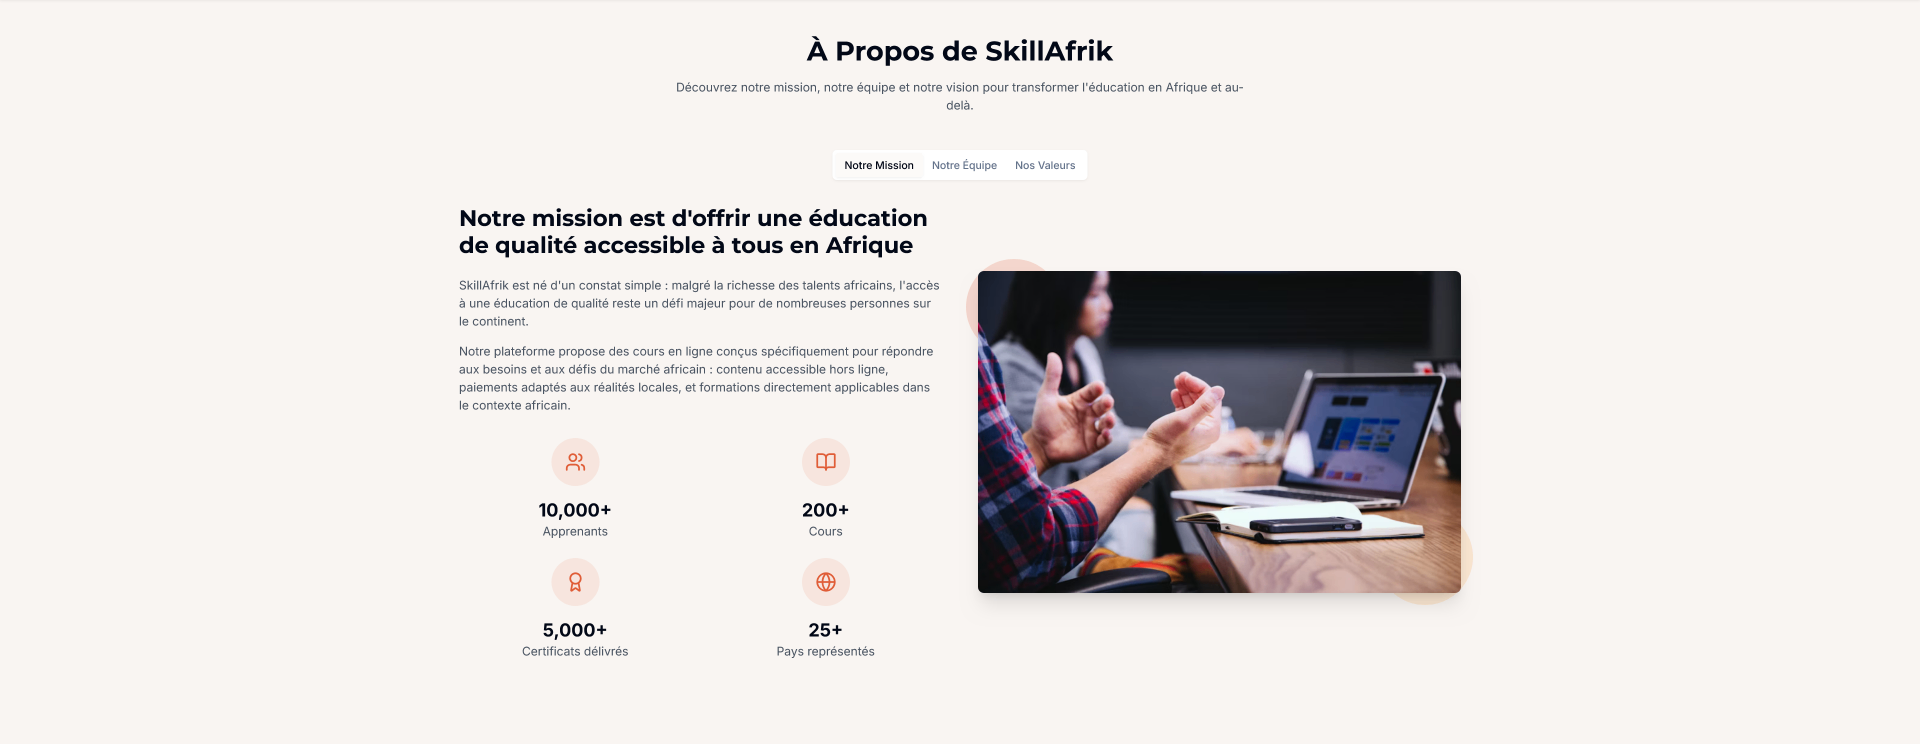 À Propos de SkillAfrik
Découvrez notre mission, notre équipe et notre vision pour transformer l'éducation en Afrique et au-
delà.
Notre Mission Notre Équipe Nos Valeurs
Notre mission est d'offrir une éducation
de qualité accessible à tous en Afrique
SkillAfrik est né d'un constat simple : malgré la richesse des talents africains, l'accès
à une éducation de qualité reste un défi majeur pour de nombreuses personnes sur
le continent.
Notre plateforme propose des cours en ligne conçus spécifiquement pour répondre
aux besoins et aux défis du marché africain : contenu accessible hors ligne,
paiements adaptés aux réalités locales, et formations directement applicables dans
le contexte africain.
10,000+
Apprenants
200+
Cours
5,000+
Certificats délivrés
25+
Pays représentés